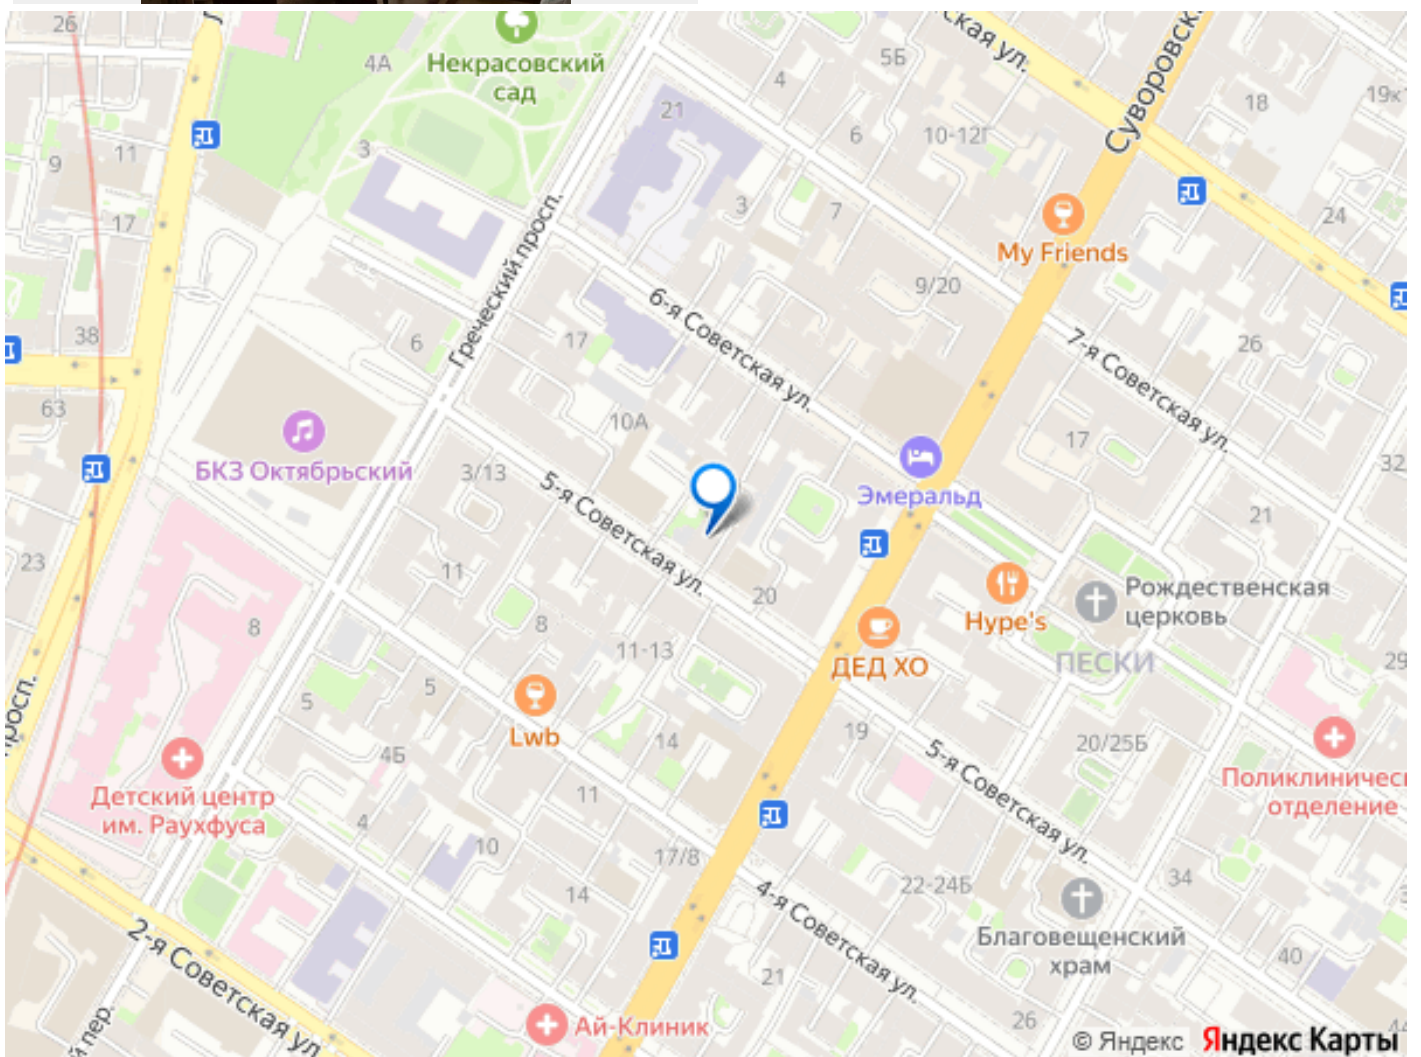 26
4А
Некрасовский
сад
ская ул.
5Б
4
Суворовск
18
19к
21
6
10-12Г
11
9
3
17
3
7
24
My Friends
Греческий просп.
9/20
6-я Советская ул.
38
6
17
7-я Советская ул.
26
63
10А
БКЗ Октябрьский
3/13
17
32
5-я Советская ул.
Эмеральд
21
23
11
20
Рождественская
церковь
Hype's
8
8
11-13
ДЕД ХО
ПЕСКИ
29
просп.
5
5
Lwb
14
19
20/25Б
4Б
5-я Советская ул.
Поликлиническ
отделение
Детский центр
им. Раухфуса
11
4
10
17/8
34
14
22-24Б
4-я Советская ул.
2-я Советская ул.
Благовещенский
храм
40
21
й пер.
Ай-Клиник
26
44
© Яндекс Яндекс Карты